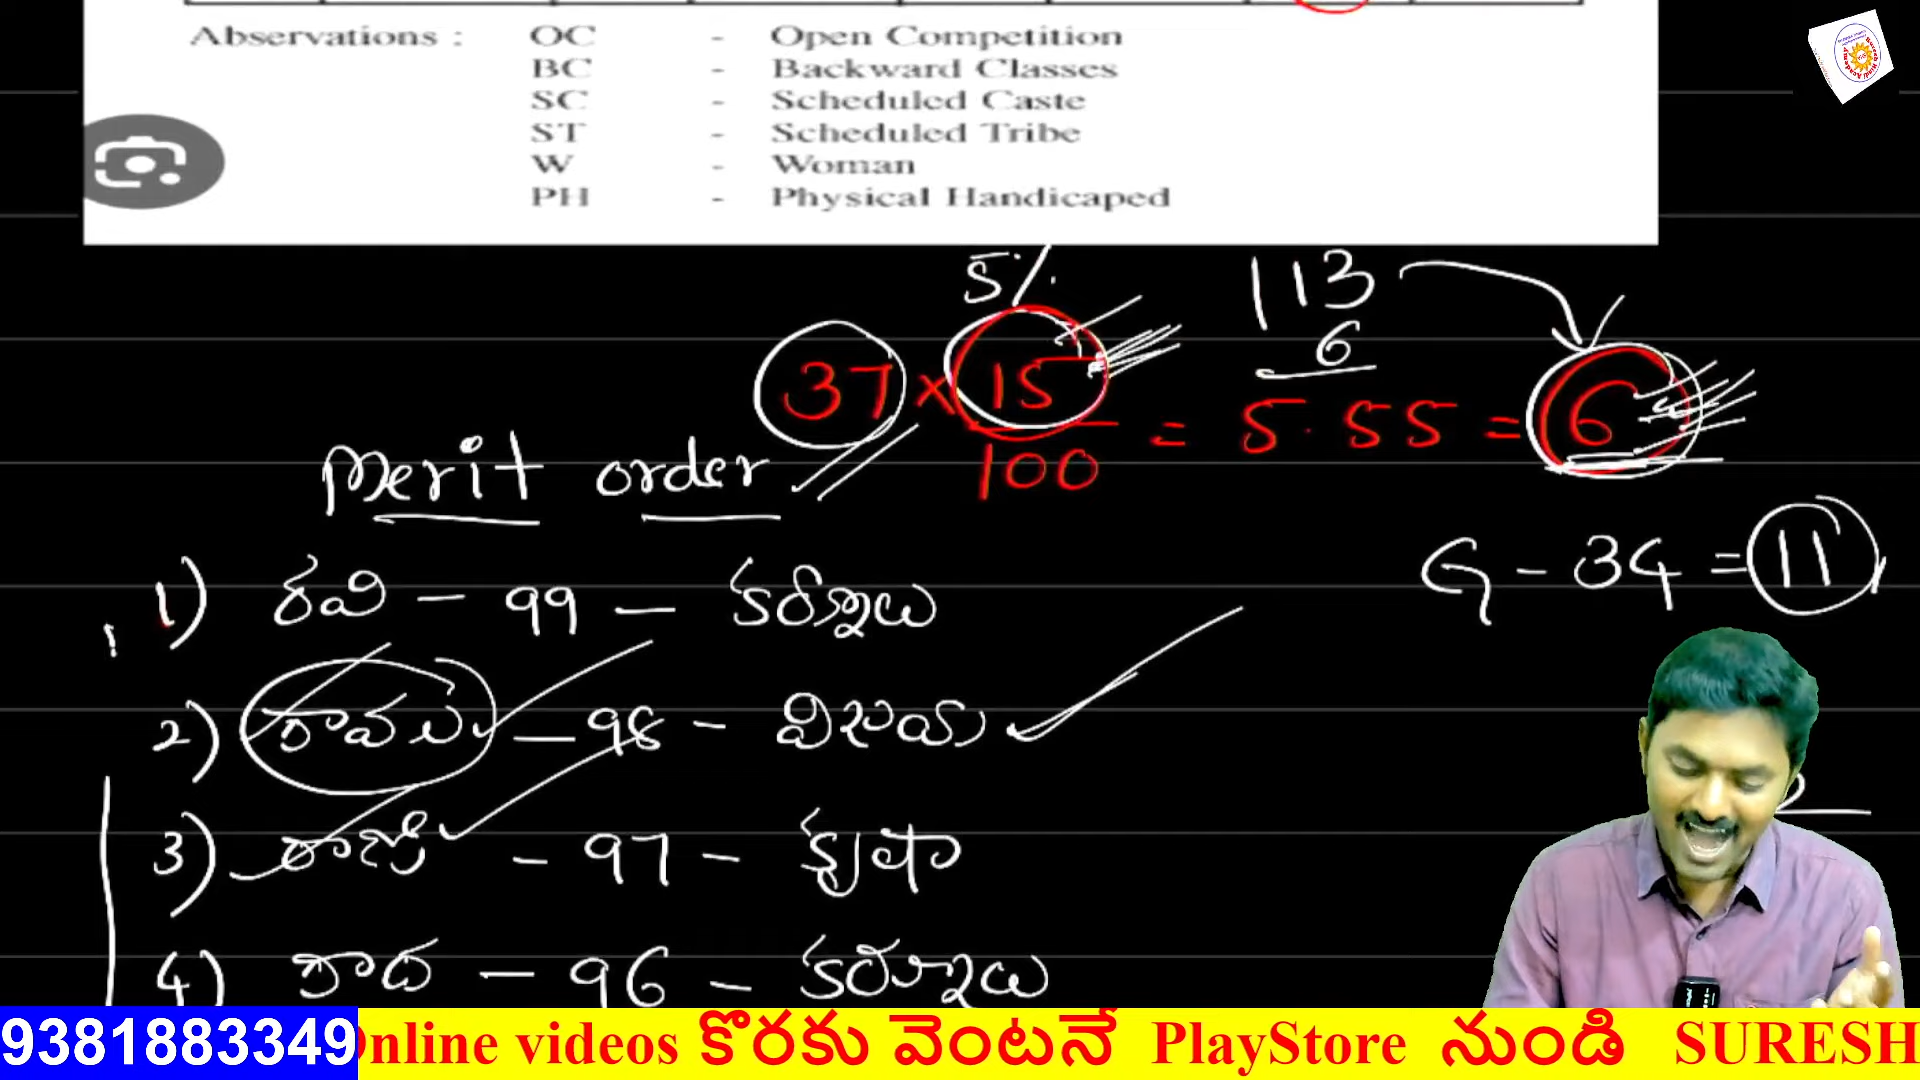 Abservations : OC - Open Competition
BC - Backward Classes
SC - Scheduled Caste
ST - Scheduled Tribe
W - Woman
PH - Physical Handicaped
5%
113
6
37 × 15
100
= 5.55 = 6
Merit order
G - 34 = 11
1) రవి - 99 - కర్నూలు
2) - 98 - విజయ
3) - 97 - కృష్ణా
4) రాధ - 96 - కర్నూలు
9381883349 Online videos కొరకు వెంటనే PlayStore నుండి SURESH